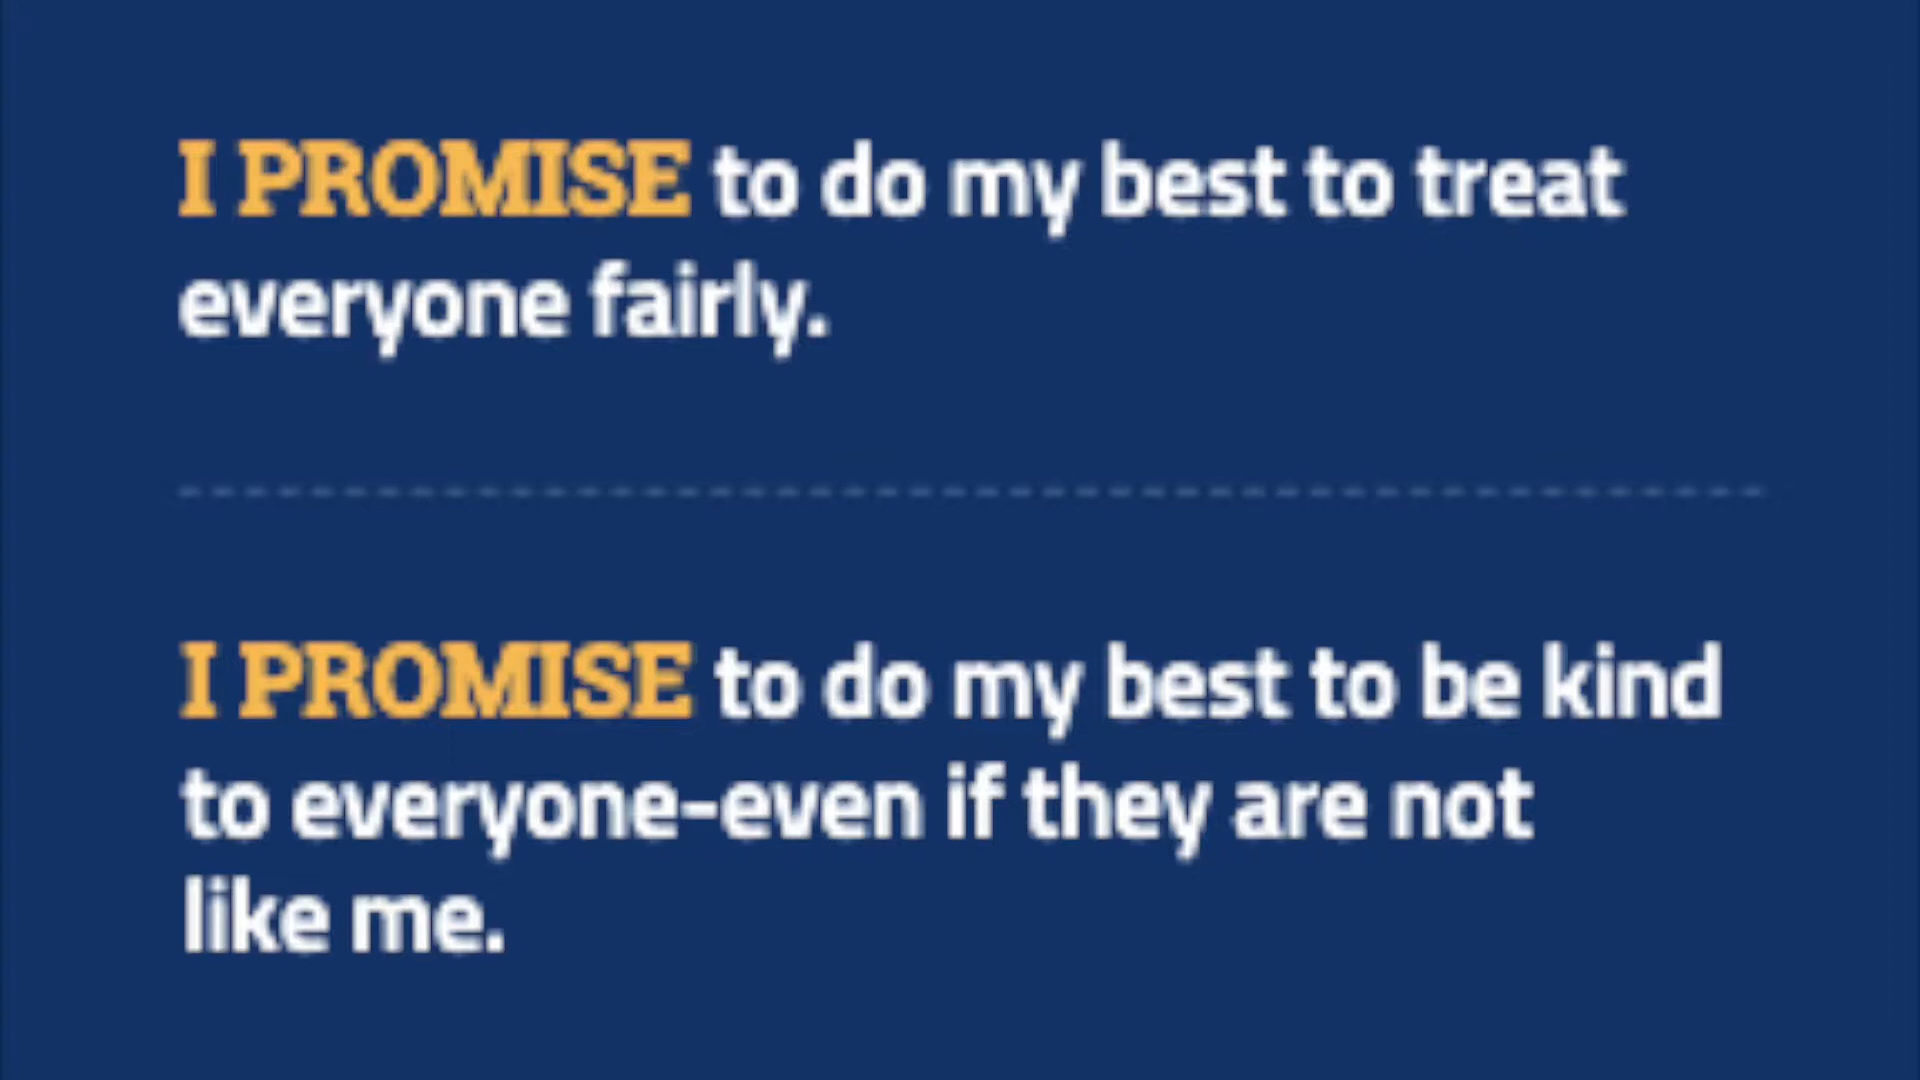 I PROMISE to do my best to treat
everyone fairly.
I PROMISE to do my best to be kind
to everyone-even if they are not
like me.